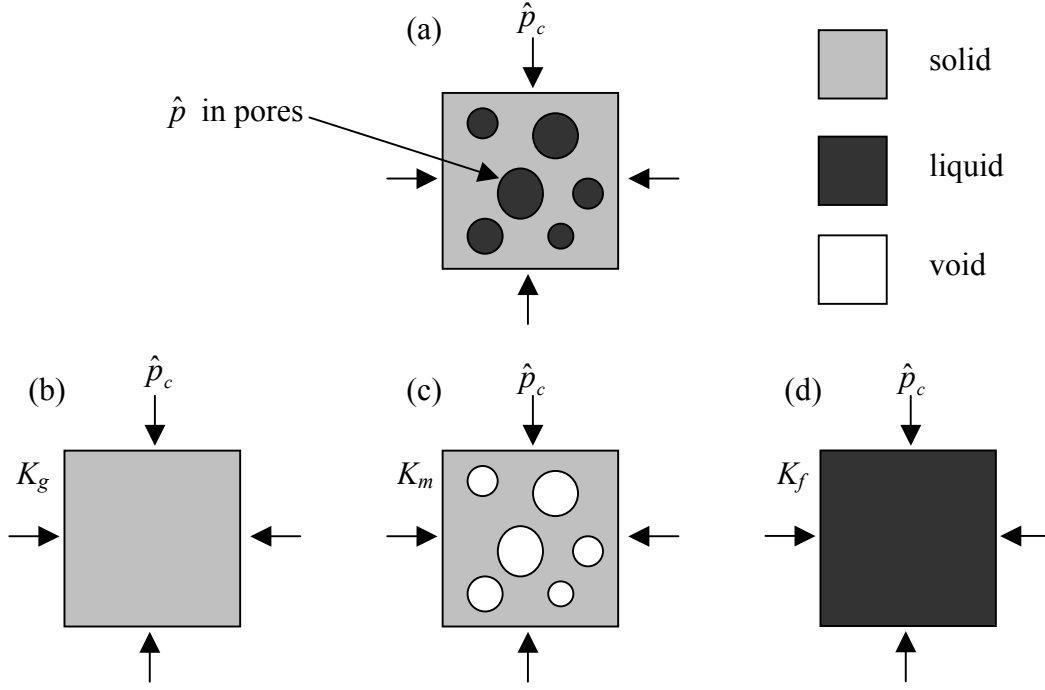 (a)
p̂_c
p̂ in pores
solid
liquid
void
(b)
p̂_c
K_g
(c)
p̂_c
K_m
(d)
p̂_c
K_f